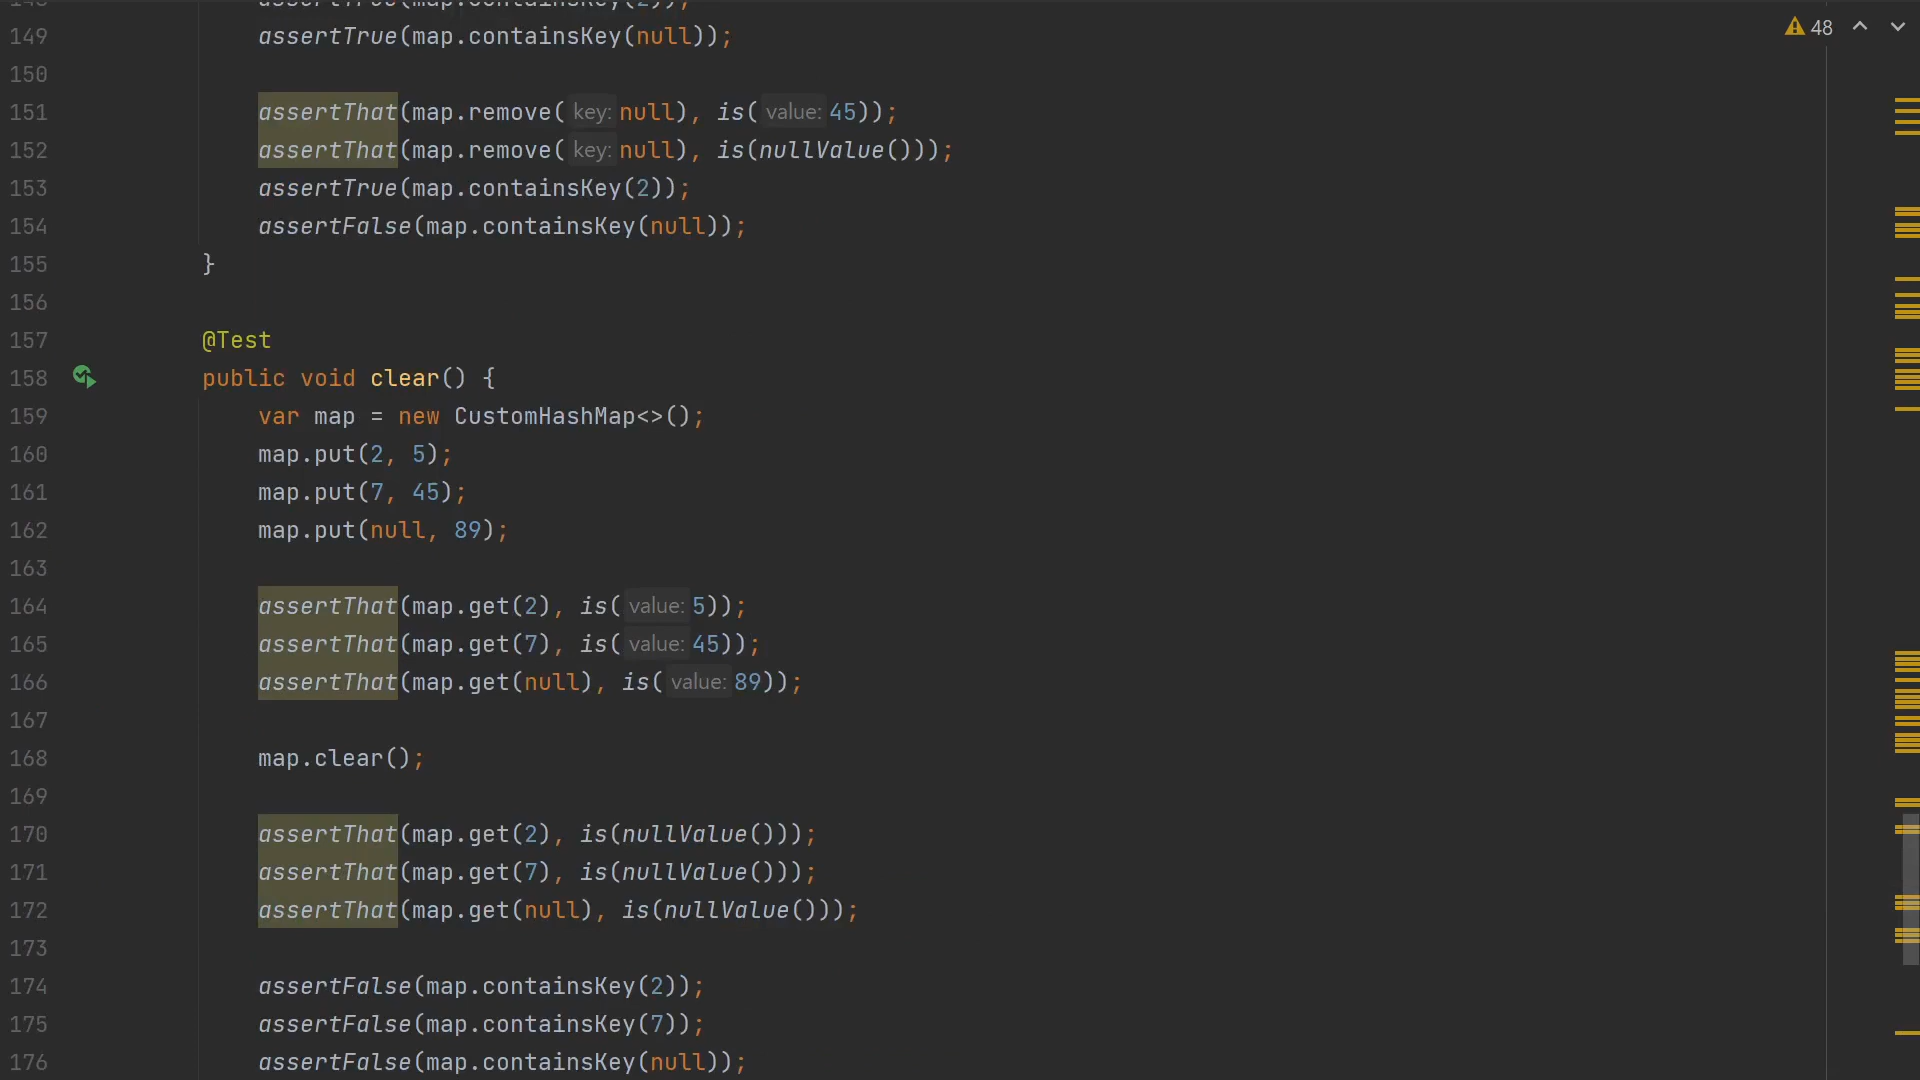 148 assertTrue(map.containsKey(2));
149 assertTrue(map.containsKey(null));
150
151 assertThat(map.remove( key: null), is( value: 45));
152 assertThat(map.remove( key: null), is(nullValue()));
153 assertTrue(map.containsKey(2));
154 assertFalse(map.containsKey(null));
155 }
156
157 @Test
158 public void clear() {
159 var map = new CustomHashMap<>();
160 map.put(2, 5);
161 map.put(7, 45);
162 map.put(null, 89);
163
164 assertThat(map.get(2), is( value: 5));
165 assertThat(map.get(7), is( value: 45));
166 assertThat(map.get(null), is( value: 89));
167
168 map.clear();
169
170 assertThat(map.get(2), is(nullValue()));
171 assertThat(map.get(7), is(nullValue()));
172 assertThat(map.get(null), is(nullValue()));
173
174 assertFalse(map.containsKey(2));
175 assertFalse(map.containsKey(7));
176 assertFalse(map.containsKey(null));
48